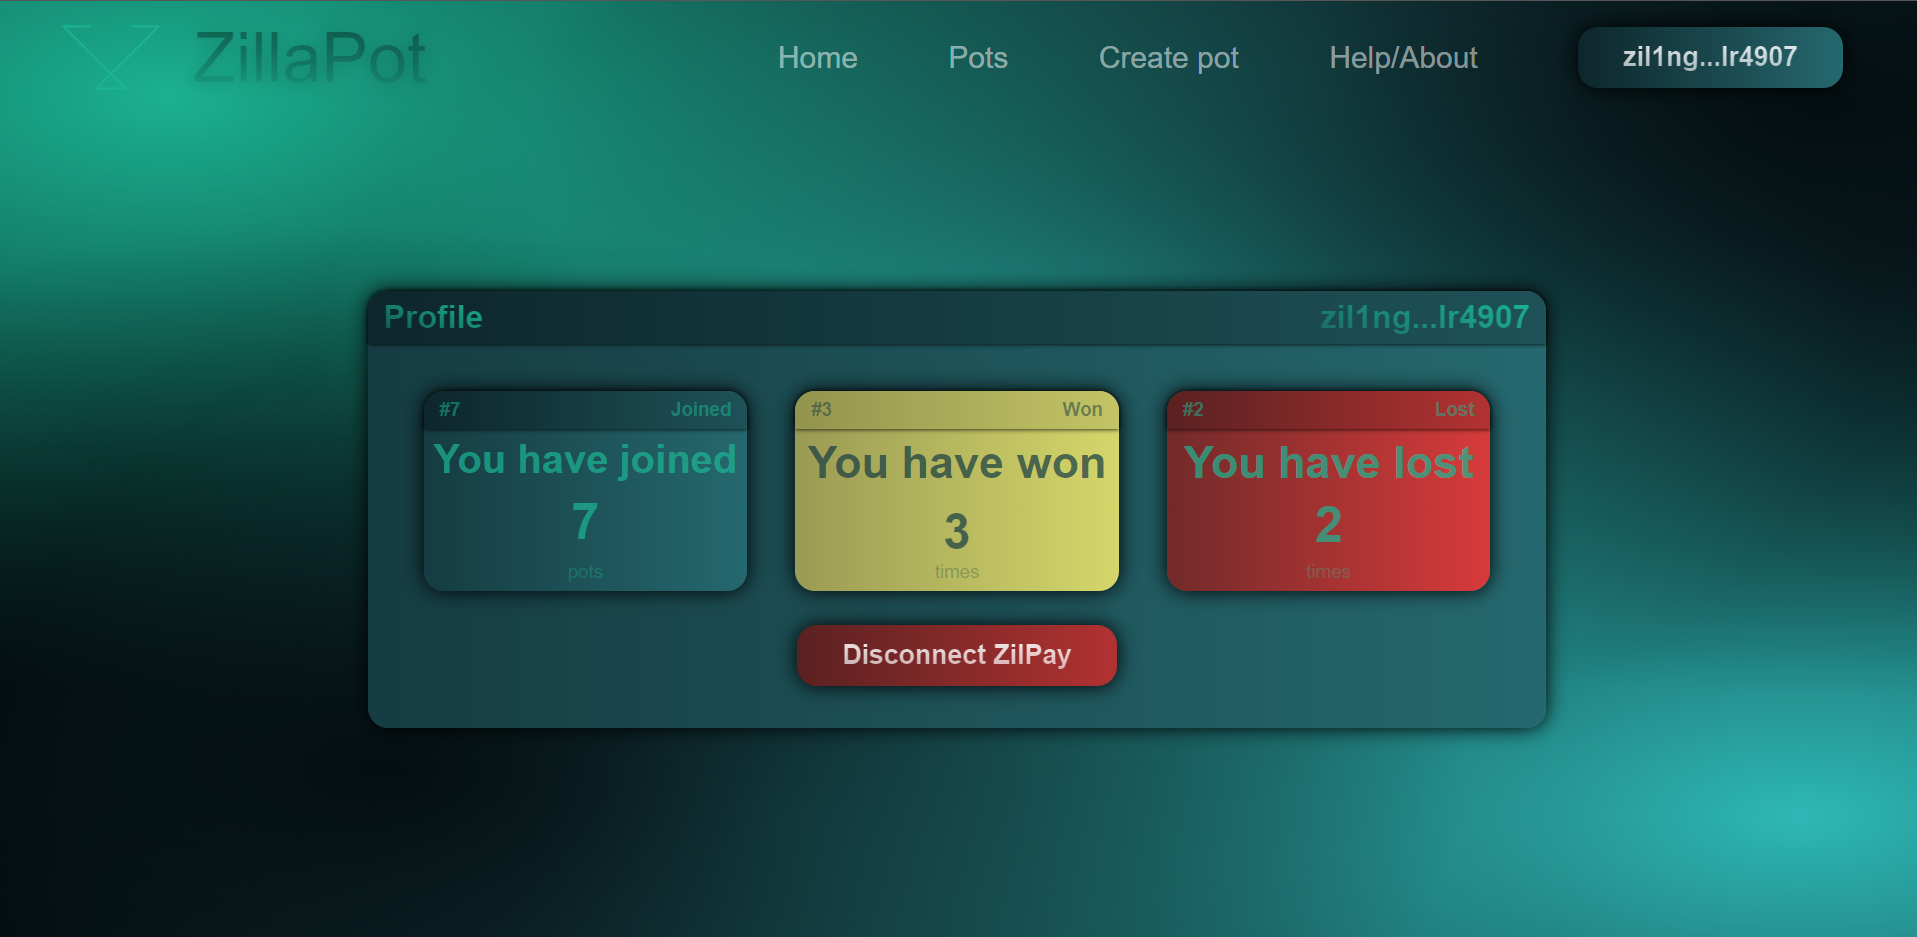 ZillaPot
Home Pots Create pot Help/About zil1ng...lr4907
Profile zil1ng...lr4907
#7 Joined
You have joined
7
pots
#3 Won
You have won
3
times
#2 Lost
You have lost
2
times
Disconnect ZilPay